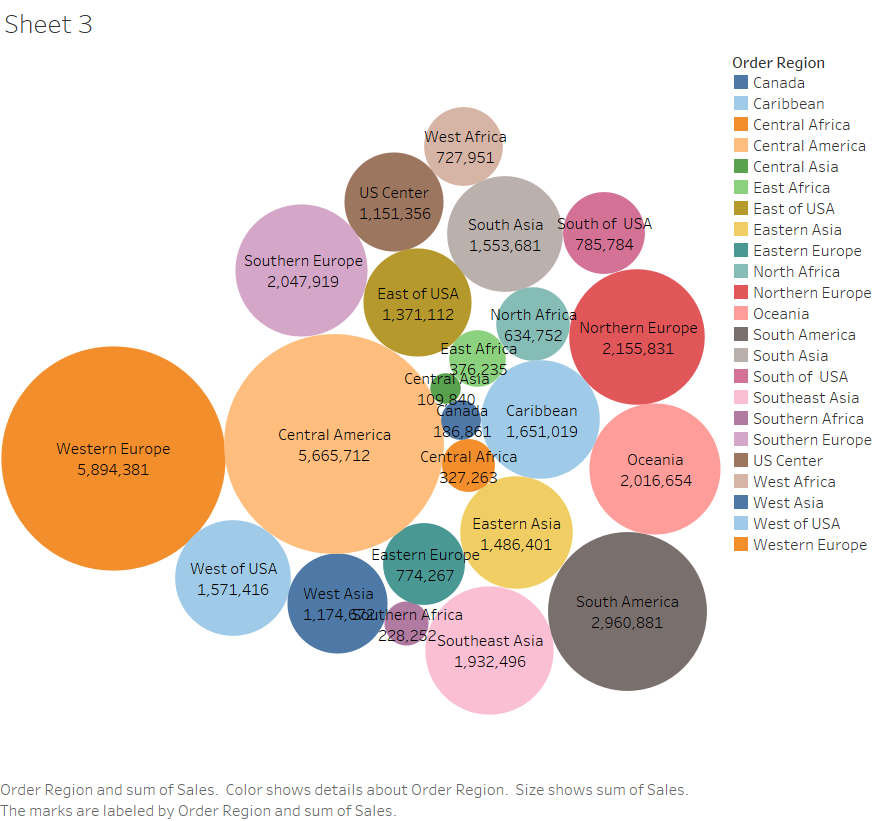 Sheet 3
Order Region
Canada
Caribbean
Central Africa
Central America
Central Asia
East Africa
East of USA
Eastern Asia
Eastern Europe
North Africa
Northern Europe
Oceania
South America
South Asia
South of  USA
Southeast Asia
Southern Africa
Southern Europe
US Center
West Africa
West Asia
West of USA
Western Europe
West Africa
727,951
US Center
1,151,356
South Asia
1,553,681
South of  USA
785,784
Southern Europe
2,047,919
East of USA
1,371,112
North Africa
634,752
Northern Europe
2,155,831
East Africa
376,235
Central Asia
109,840
Canada
186,861
Caribbean
1,651,019
Central America
5,665,712
Western Europe
5,894,381
Central Africa
327,263
Oceania
2,016,654
Eastern Asia
1,486,401
Eastern Europe
774,267
West of USA
1,571,416
West Asia
1,174,672
Southern Africa
228,252
South America
2,960,881
Southeast Asia
1,932,496
Order Region and sum of Sales.  Color shows details about Order Region.  Size shows sum of Sales.
The marks are labeled by Order Region and sum of Sales.